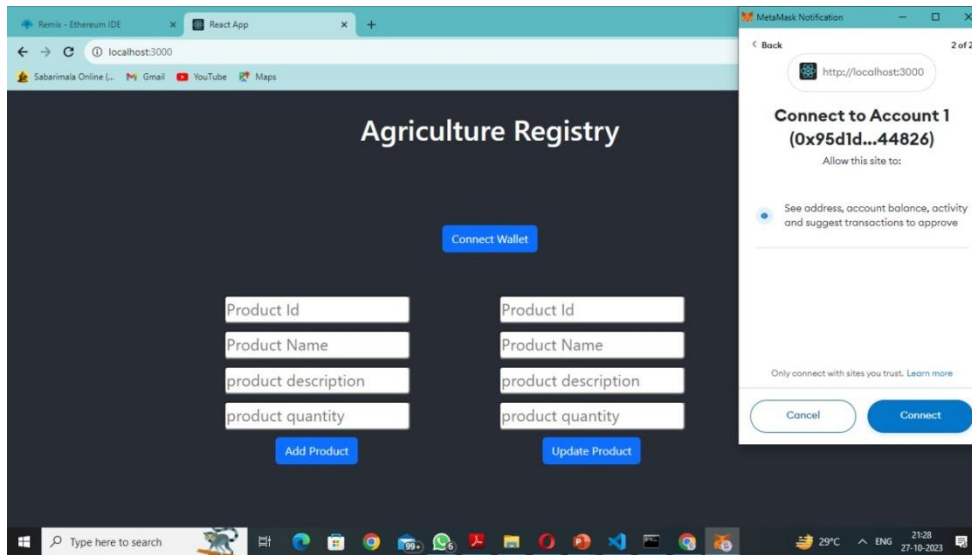 Remix - Ethereum IDE
React App
localhost:3000
Sabarimala Online (...
Gmail
YouTube
Maps
Agriculture Registry
Connect Wallet
Product Id
Product Name
product description
product quantity
Add Product
Product Id
Product Name
product description
product quantity
Update Product
MetaMask Notification
Back
2 of 2
http://localhost:3000
Connect to Account 1
(0x95d1d...44826)
Allow this site to:
See address, account balance, activity
and suggest transactions to approve
Only connect with sites you trust. Learn more
Cancel
Connect
Type here to search
99+
6
29°C
ENG
21:28
27-10-2023